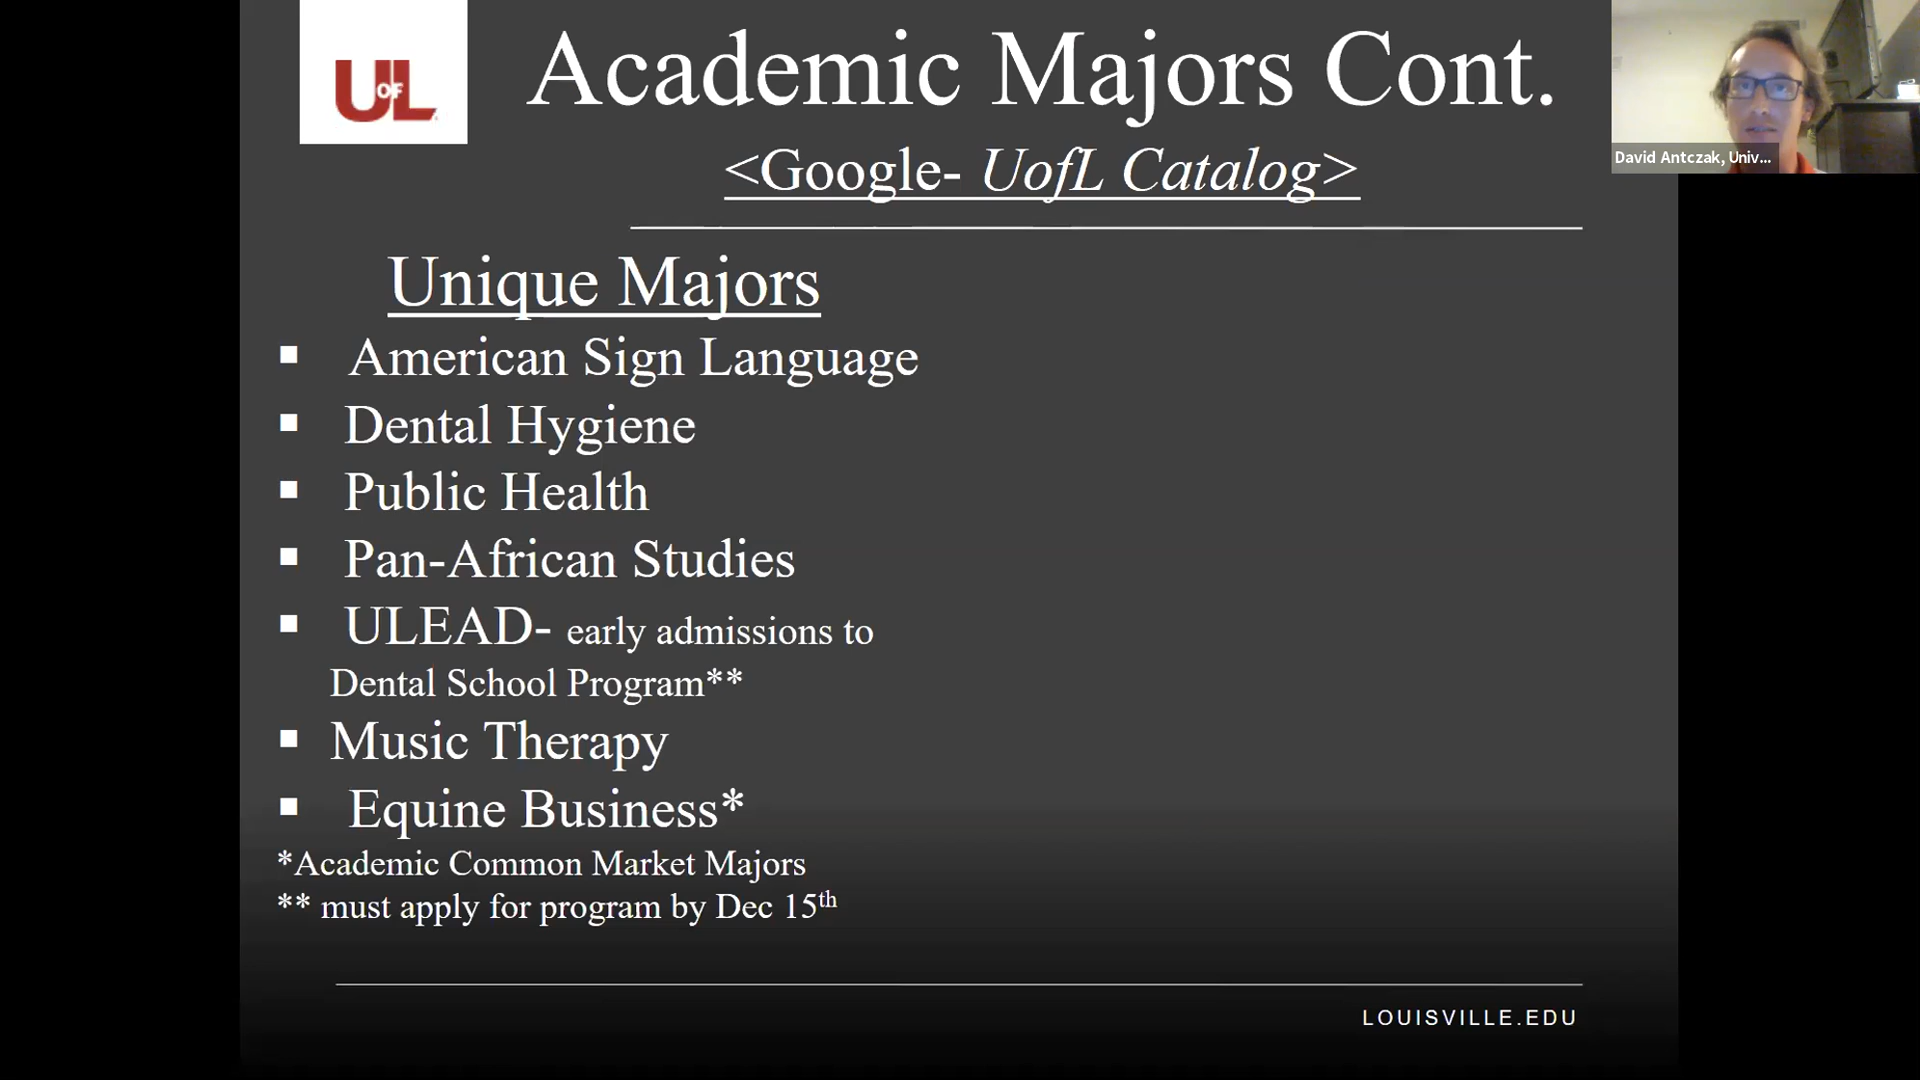 UOFL
Academic Majors Cont.
<Google- UofL Catalog>
David Antczak, Univ...
Unique Majors
▪ American Sign Language
▪ Dental Hygiene
▪ Public Health
▪ Pan-African Studies
▪ ULEAD- early admissions to
Dental School Program**
▪ Music Therapy
▪ Equine Business*
*Academic Common Market Majors
** must apply for program by Dec 15th
LOUISVILLE.EDU